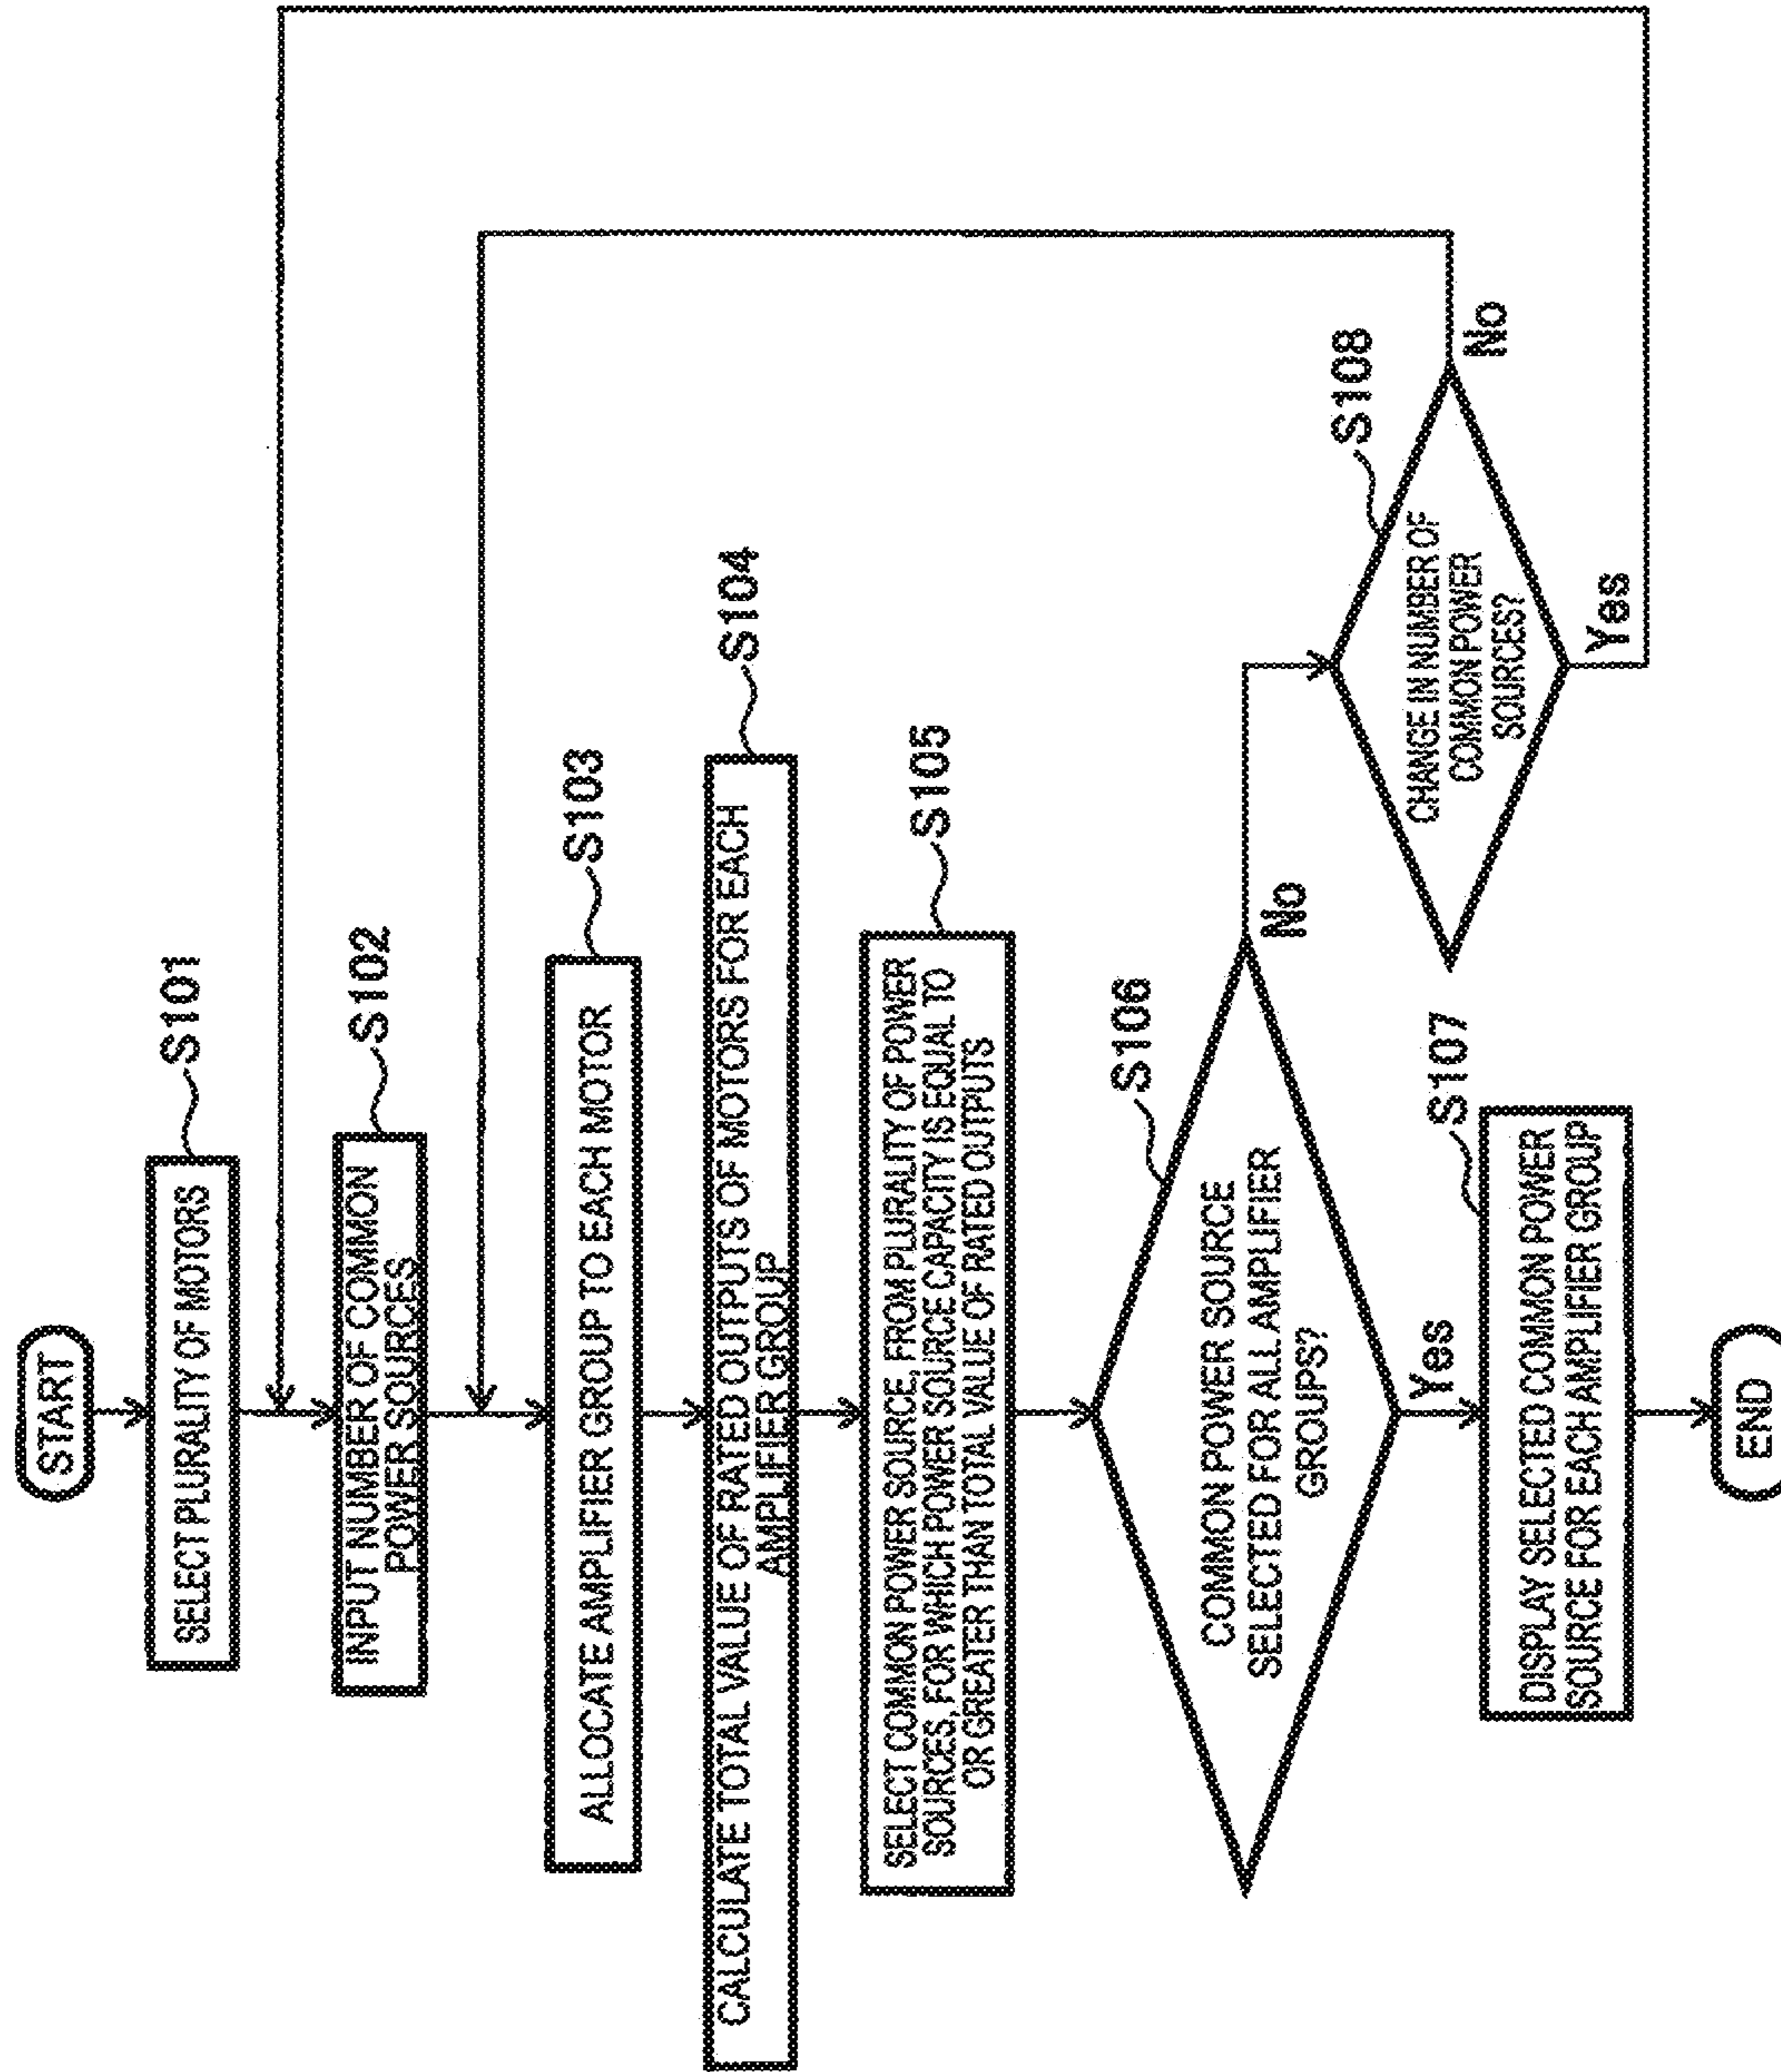 START
S101
SELECT PLURALITY OF MOTORS
S102
INPUT NUMBER OF COMMON
POWER SOURCES
S103
ALLOCATE AMPLIFIER GROUP TO EACH MOTOR
S104
CALCULATE TOTAL VALUE OF RATED OUTPUTS OF MOTORS FOR EACH
AMPLIFIER GROUP
S105
SELECT COMMON POWER SOURCE, FROM PLURALITY OF POWER
SOURCES, FOR WHICH POWER SOURCE CAPACITY IS EQUAL TO
OR GREATER THAN TOTAL VALUE OF RATED OUTPUTS
S106
COMMON POWER SOURCE
SELECTED FOR ALL AMPLIFIER
GROUPS?
No
Yes
S108
CHANGE IN NUMBER OF
COMMON POWER
SOURCES?
No
Yes
S107
DISPLAY SELECTED COMMON POWER
SOURCE FOR EACH AMPLIFIER GROUP
END